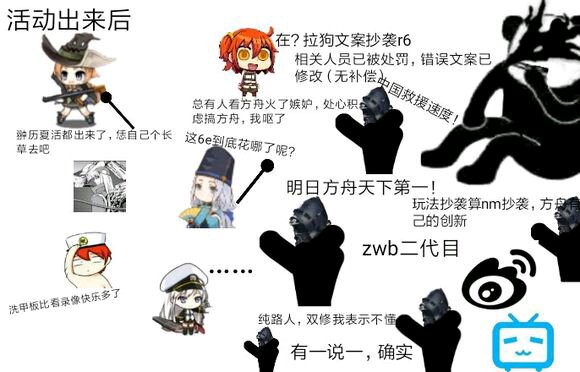 活动出来后
在? 拉狗文案抄袭r6
相关人员已被处罚，错误文案已
修改（无补偿）
中国救援速度！
总有人看方舟火了嫉妒，处心积
虑搞方舟，我呕了
翀历夏活都出来了，恁自己个长
草去吧
这6e到底花哪了呢?
明日方舟天下第一！
玩法抄袭算nm抄袭，方舟有
己的创新
zwb二代目
......
洗甲板比看录像快乐多了
纯路人，双修我表示不懂
有一说一，确实